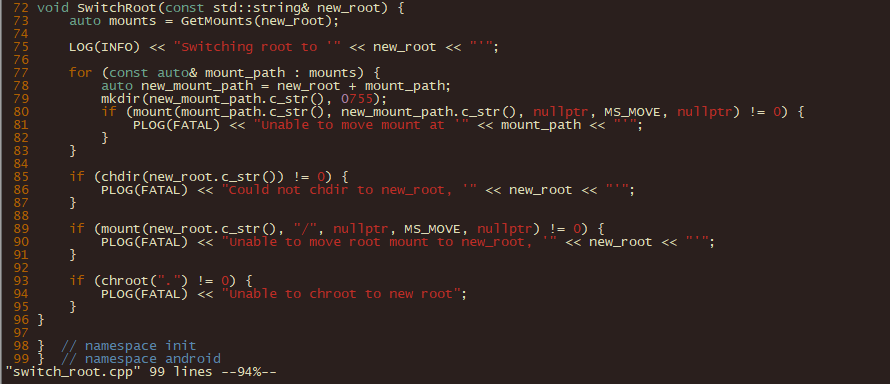 72 void SwitchRoot(const std::string& new_root) {
73     auto mounts = GetMounts(new_root);
74
75     LOG(INFO) << "Switching root to '" << new_root << "'";
76
77     for (const auto& mount_path : mounts) {
78         auto new_mount_path = new_root + mount_path;
79         mkdir(new_mount_path.c_str(), 0755);
80         if (mount(mount_path.c_str(), new_mount_path.c_str(), nullptr, MS_MOVE, nullptr) != 0) {
81             PLOG(FATAL) << "Unable to move mount at '" << mount_path << "'";
82         }
83     }
84
85     if (chdir(new_root.c_str()) != 0) {
86         PLOG(FATAL) << "Could not chdir to new_root, '" << new_root << "'";
87     }
88
89     if (mount(new_root.c_str(), "/", nullptr, MS_MOVE, nullptr) != 0) {
90         PLOG(FATAL) << "Unable to move root mount to new_root, '" << new_root << "'";
91     }
92
93     if (chroot(".") != 0) {
94         PLOG(FATAL) << "Unable to chroot to new root";
95     }
96 }
97
98 }  // namespace init
99 }  // namespace android
"switch_root.cpp" 99 lines --94%--